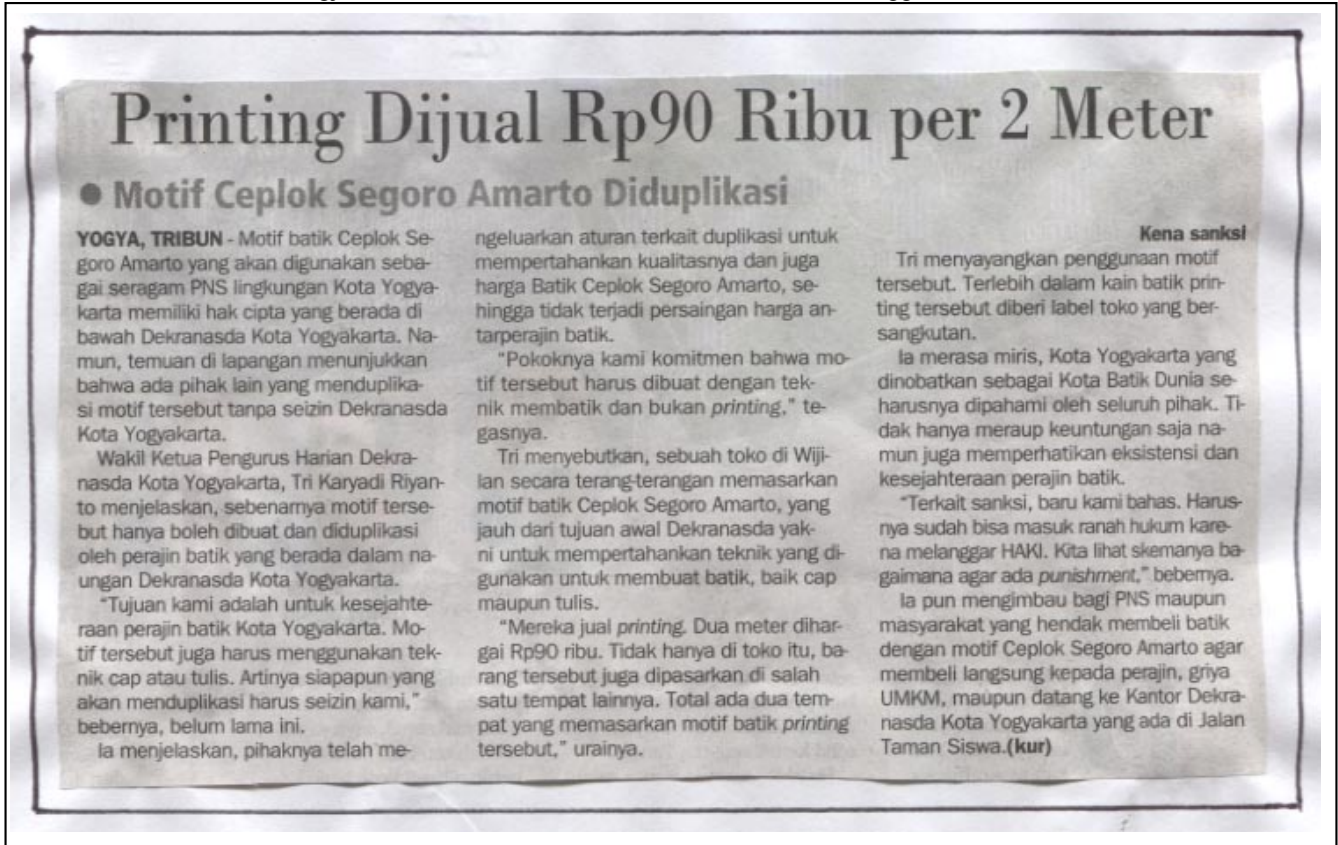 Printing Dijual Rp90 Ribu per 2 Meter
● Motif Ceplok Segoro Amarto Diduplikasi
YOGYA, TRIBUN - Motif batik Ceplok Se-
goro Amarto yang akan digunakan seba-
gai seragam PNS lingkungan Kota Yogya-
karta memiliki hak cipta yang berada di
bawah Dekranasda Kota Yogyakarta. Na-
mun, temuan di lapangan menunjukkan
bahwa ada pihak lain yang menduplika-
si motif tersebut tanpa seizin Dekranasda
Kota Yogyakarta.
Wakil Ketua Pengurus Harian Dekra-
nasda Kota Yogyakarta, Tri Karyadi Riyan-
to menjelaskan, sebenarnya motif terse-
but hanya boleh dibuat dan diduplikasi
oleh perajin batik yang berada dalam na-
ungan Dekranasda Kota Yogyakarta.
"Tujuan kami adalah untuk kesejahte-
raan perajin batik Kota Yogyakarta. Mo-
tif tersebut juga harus menggunakan tek-
nik cap atau tulis. Artinya siapapun yang
akan menduplikasi harus seizin kami,"
bebernya, belum lama ini.
Ia menjelaskan, pihaknya telah me-
ngeluarkan aturan terkait duplikasi untuk
mempertahankan kualitasnya dan juga
harga Batik Ceplok Segoro Amarto, se-
hingga tidak terjadi persaingan harga an-
tarperajin batik.
"Pokoknya kami komitmen bahwa mo-
tif tersebut harus dibuat dengan tek-
nik membatik dan bukan printing," te-
gasnya.
Tri menyebutkan, sebuah toko di Wiji-
lan secara terang-terangan memasarkan
motif batik Ceplok Segoro Amarto, yang
jauh dari tujuan awal Dekranasda yak-
ni untuk mempertahankan teknik yang di-
gunakan untuk membuat batik, baik cap
maupun tulis.
"Mereka jual printing. Dua meter dihar-
gai Rp90 ribu. Tidak hanya di toko itu, ba-
rang tersebut juga dipasarkan di salah
satu tempat lainnya. Total ada dua tem-
pat yang memasarkan motif batik printing
tersebut," urainya.
Kena sanksi
Tri menyayangkan penggunaan motif
tersebut. Terlebih dalam kain batik prin-
ting tersebut diberi label toko yang ber-
sangkutan.
Ia merasa miris, Kota Yogyakarta yang
dinobatkan sebagai Kota Batik Dunia se-
harusnya dipahami oleh seluruh pihak. Ti-
dak hanya meraup keuntungan saja na-
mun juga memperhatikan eksistensi dan
kesejahteraan perajin batik.
"Terkait sanksi, baru kami bahas. Harus-
nya sudah bisa masuk ranah hukum kare-
na melanggar HAKI. Kita lihat skemanya ba-
gaimana agar ada punishment," bebernya.
Ia pun mengimbau bagi PNS maupun
masyarakat yang hendak membeli batik
dengan motif Ceplok Segoro Amarto agar
membeli langsung kepada perajin, griya
UMKM, maupun datang ke Kantor Dekra-
nasda Kota Yogyakarta yang ada di Jalan
Taman Siswa.(kur)